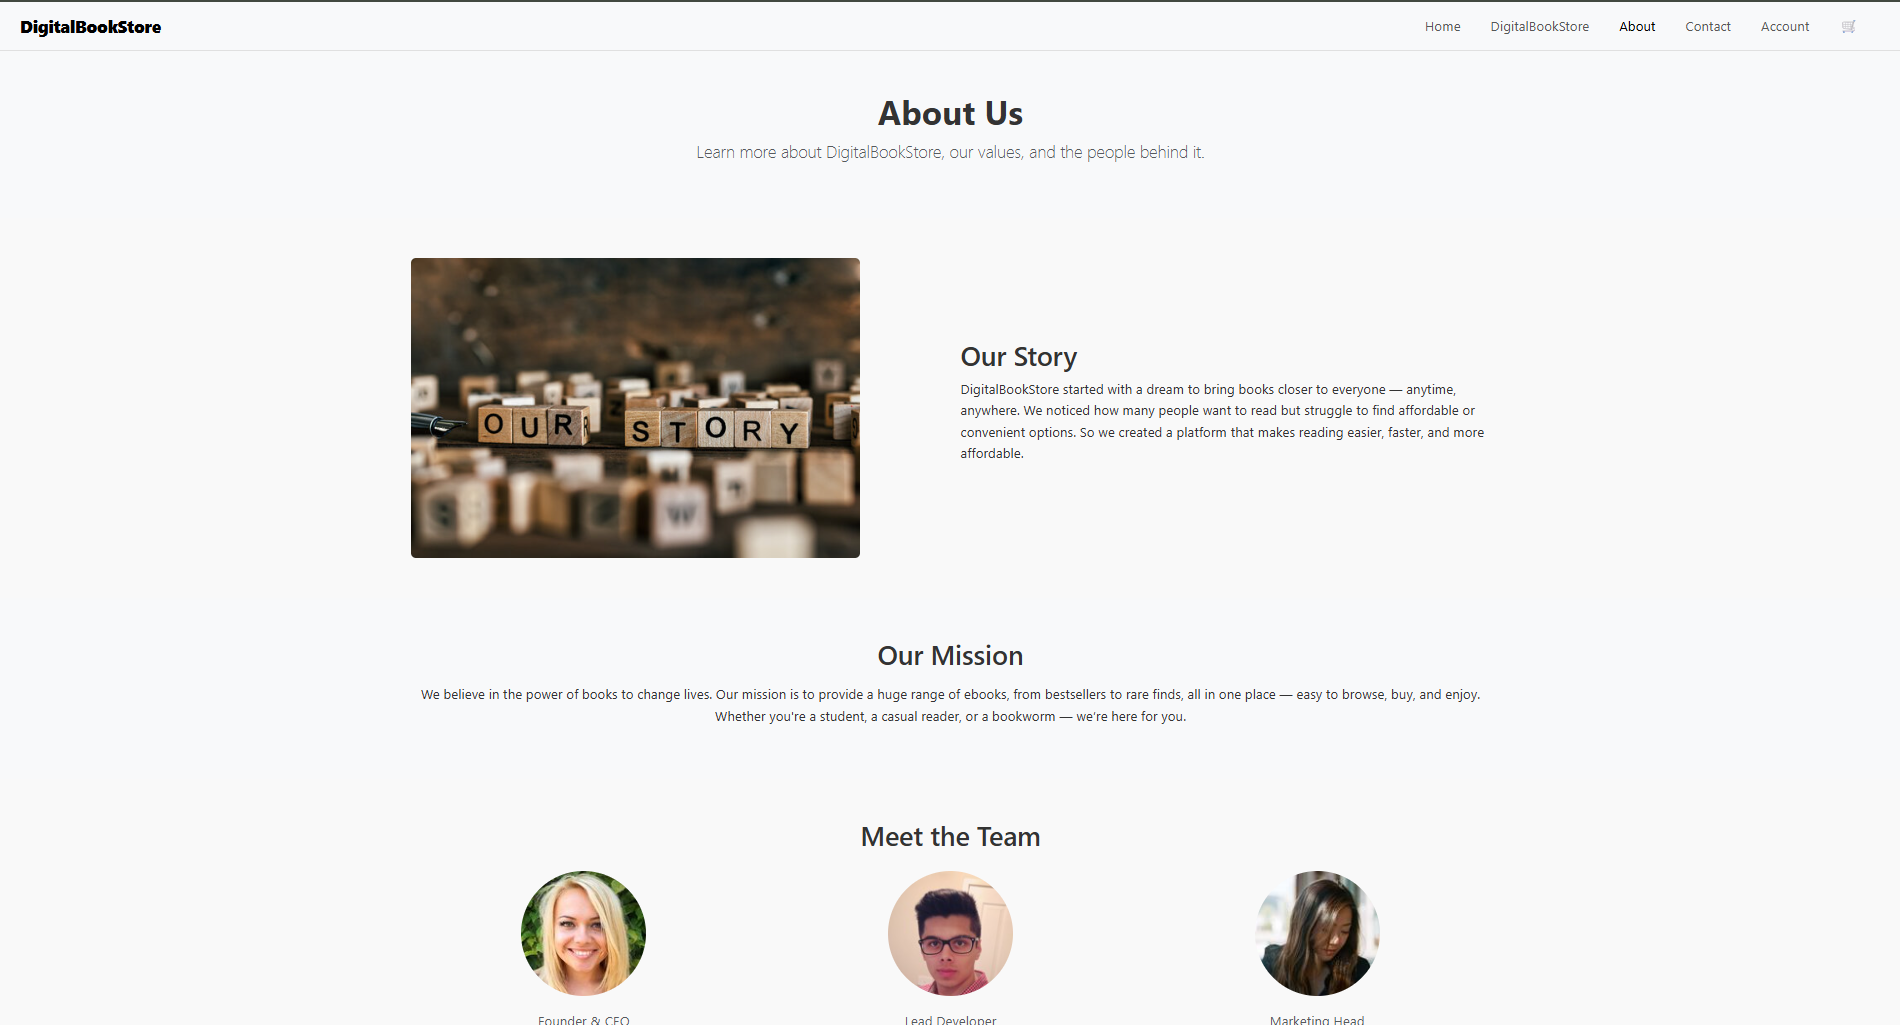 DigitalBookStore
Home DigitalBookStore About Contact Account
About Us
Learn more about DigitalBookStore, our values, and the people behind it.
OUR STORY
W
Our Story
DigitalBookStore started with a dream to bring books closer to everyone — anytime,
anywhere. We noticed how many people want to read but struggle to find affordable or
convenient options. So we created a platform that makes reading easier, faster, and more
affordable.
Our Mission
We believe in the power of books to change lives. Our mission is to provide a huge range of ebooks, from bestsellers to rare finds, all in one place — easy to browse, buy, and enjoy.
Whether you're a student, a casual reader, or a bookworm — we're here for you.
Meet the Team
Founder & CEO
Lead Developer
Marketing Head